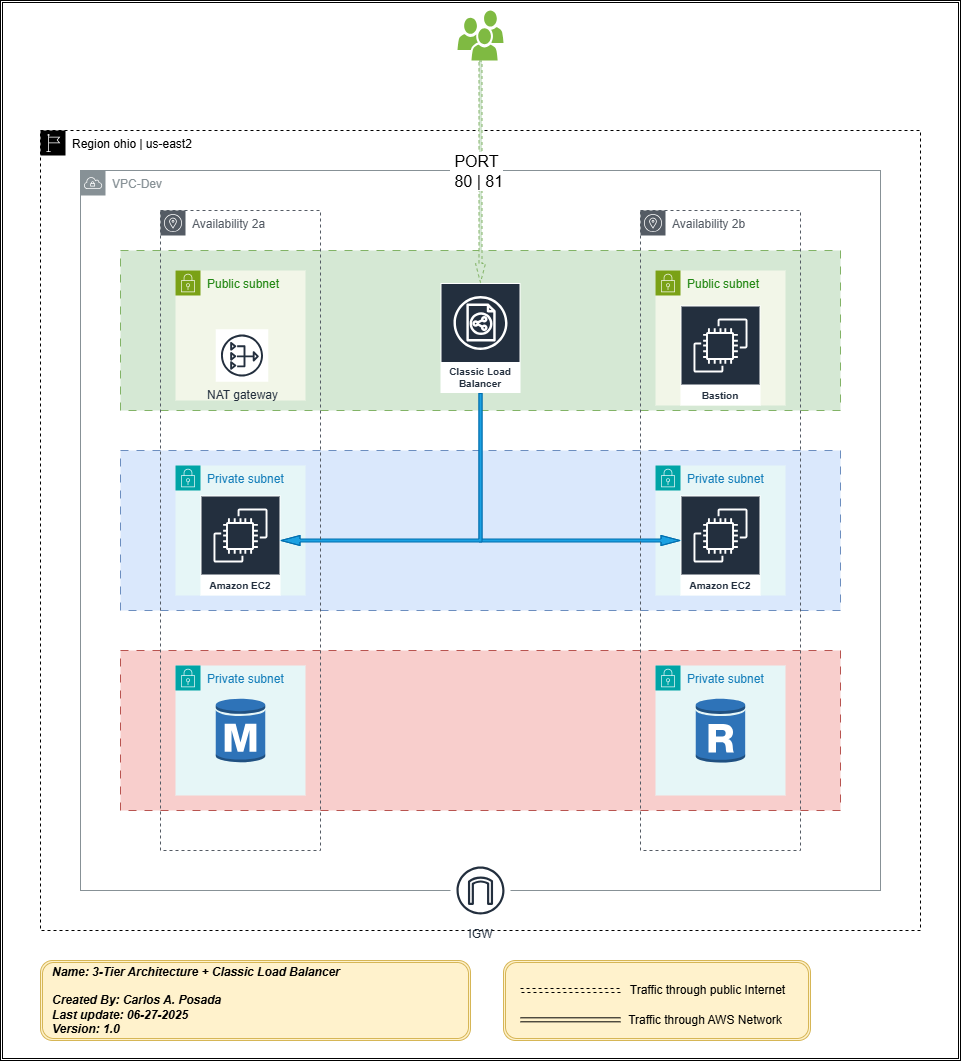 Region ohio | us-east2
PORT
80 | 81
VPC-Dev
Availability 2a
Availability 2b
Public subnet
Public subnet
NAT gateway
Classic Load
Balancer
Bastion
Private subnet
Private subnet
Amazon EC2
Amazon EC2
Private subnet
Private subnet
M
R
IGW
Name: 3-Tier Architecture + Classic Load Balancer
Created By: Carlos A. Posada
Last update: 06-27-2025
Version: 1.0
Traffic through public Internet
Traffic through AWS Network